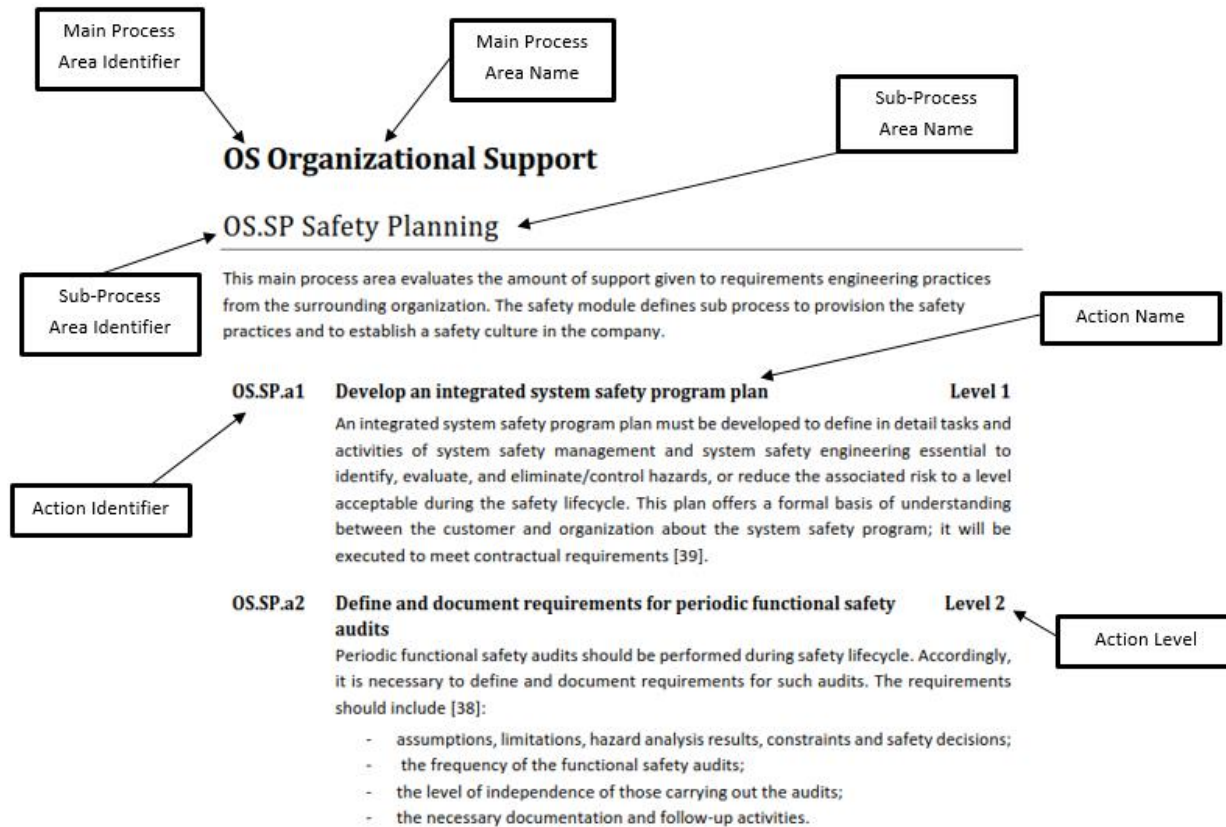 Main Process
Area Identifier
Main Process
Area Name
Sub-Process
Area Name
OS Organizational Support
OS.SP Safety Planning
Sub-Process
Area Identifier
This main process area evaluates the amount of support given to requirements engineering practices
from the surrounding organization. The safety module defines sub process to provision the safety
practices and to establish a safety culture in the company.
Action Name
OS.SP.a1 Develop an integrated system safety program plan Level 1
An integrated system safety program plan must be developed to define in detail tasks and
activities of system safety management and system safety engineering essential to
identify, evaluate, and eliminate/control hazards, or reduce the associated risk to a level
acceptable during the safety lifecycle. This plan offers a formal basis of understanding
between the customer and organization about the system safety program; it will be
executed to meet contractual requirements [39].
Action Identifier
OS.SP.a2 Define and document requirements for periodic functional safety Level 2
audits
Action Level
Periodic functional safety audits should be performed during safety lifecycle. Accordingly,
it is necessary to define and document requirements for such audits. The requirements
should include [38]:
- assumptions, limitations, hazard analysis results, constraints and safety decisions;
- the frequency of the functional safety audits;
- the level of independence of those carrying out the audits;
- the necessary documentation and follow-up activities.